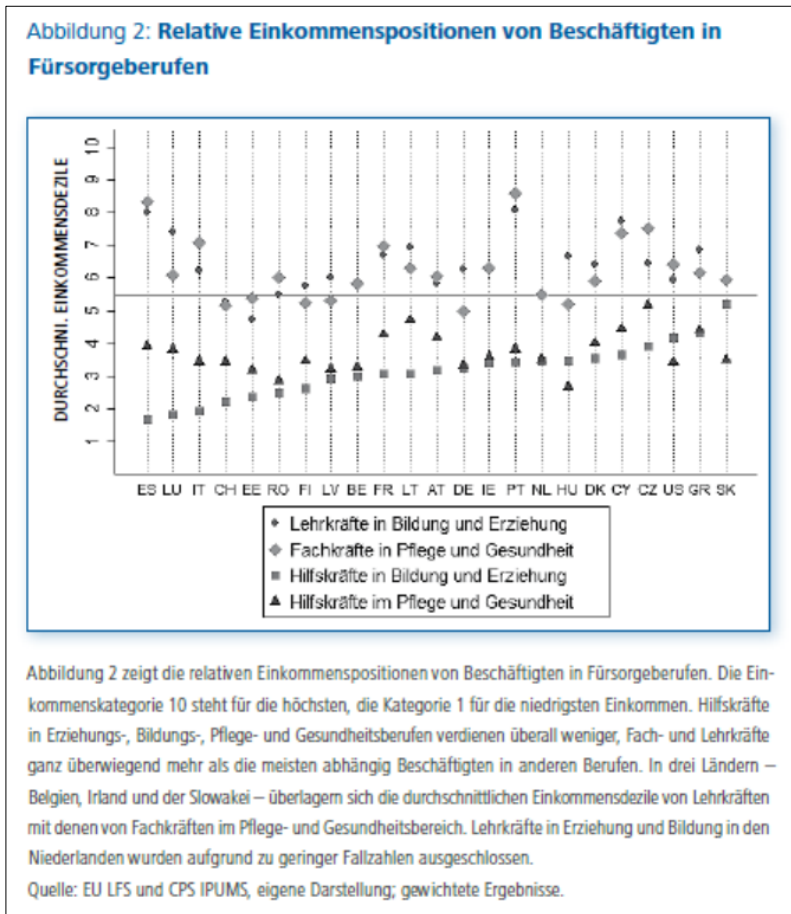 Abbildung 2: Relative Einkommenspositionen von Beschäftigten in
Fürsorgeberufen
DURCHSCHNI. EINKOMMENSDEZILE
10
9
8
7
6
5
4
3
2
1
ES LU IT CH EE RO FI LV BE FR LT AT DE IE PT NL HU DK CY CZ US GR SK
Lehrkräfte in Bildung und Erziehung
Fachkräfte in Pflege und Gesundheit
Hilfskräfte in Bildung und Erziehung
Hilfskräfte im Pflege und Gesundheit
Abbildung 2 zeigt die relativen Einkommenspositionen von Beschäftigten in Fürsorgeberufen. Die Ein-
kommenskategorie 10 steht für die höchsten, die Kategorie 1 für die niedrigsten Einkommen. Hilfskräfte
in Erziehungs-, Bildungs-, Pflege- und Gesundheitsberufen verdienen überall weniger, Fach- und Lehrkräfte
ganz überwiegend mehr als die meisten abhängig Beschäftigten in anderen Berufen. In drei Ländern –
Belgien, Irland und der Slowakei – überlagern sich die durchschnittlichen Einkommensdezile von Lehrkräften
mit denen von Fachkräften im Pflege- und Gesundheitsbereich. Lehrkräfte in Erziehung und Bildung in den
Niederlanden wurden aufgrund zu geringer Fallzahlen ausgeschlossen.
Quelle: EU LFS und CPS IPUMS, eigene Darstellung; gewichtete Ergebnisse.